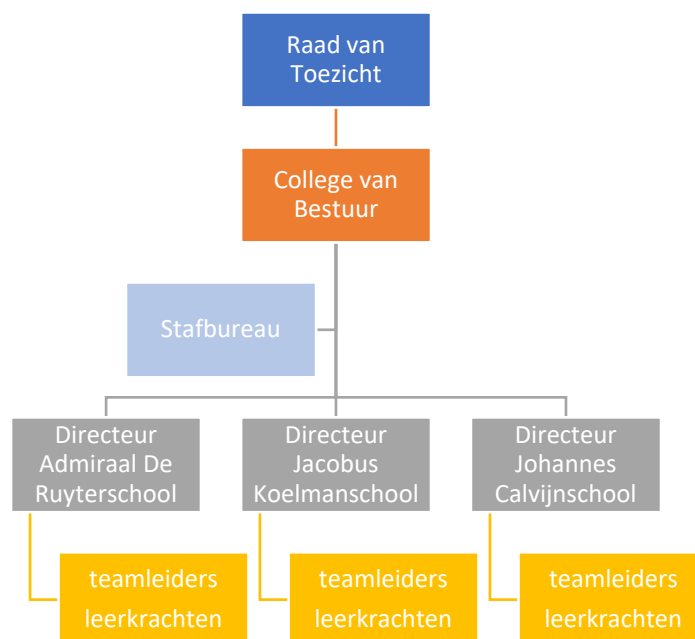 Raad van
Toezicht
College van
Bestuur
Stafbureau
Directeur
Admiraal De
Ruyterschool
Directeur
Jacobus
Koelmanschool
Directeur
Johannes
Calvijnschool
teamleiders
leerkrachten
teamleiders
leerkrachten
teamleiders
leerkrachten